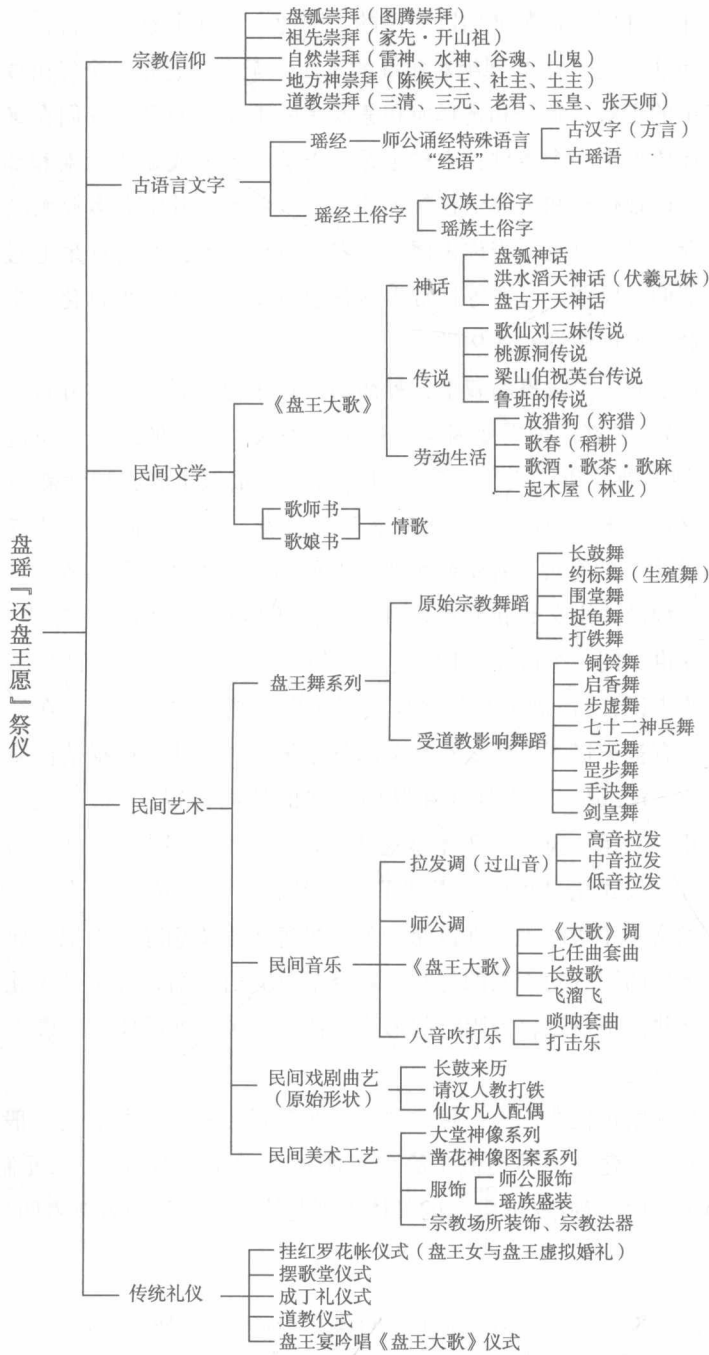 盘瓠崇拜（图腾崇拜）
祖先崇拜（家先·开山祖）
宗教信仰
自然崇拜（雷神、水神、谷魂、山鬼）
地方神崇拜（陈候大王、社主、土主）
道教崇拜（三清、三元、老君、玉皇、张天师）
古语言文字
瑶经
师公诵经特殊语言
“经语”
古汉字（方言）
古瑶语
瑶经土俗字
汉族土俗字
瑶族土俗字
民间文学
《盘王大歌》
神话
盘瓠神话
洪水滔天神话（伏羲兄妹）
盘古开天神话
传说
歌仙刘三妹传说
桃源洞传说
梁山伯祝英台传说
鲁班的传说
劳动生活
放猎狗（狩猎）
歌春（稻耕）
歌酒·歌茶·歌麻
起木屋（林业）
歌师书
歌娘书
情歌
盘瑶『还盘王愿』祭仪
民间艺术
盘王舞系列
原始宗教舞蹈
长鼓舞
约标舞（生殖舞）
围堂舞
捉龟舞
打铁舞
受道教影响舞蹈
铜铃舞
启香舞
步虚舞
七十二神兵舞
三元舞
罡步舞
手诀舞
剑皇舞
民间音乐
拉发调（过山音）
高音拉发
中音拉发
低音拉发
师公调
《盘王大歌》
《大歌》调
七任曲套曲
长鼓歌
飞溜飞
八音吹打乐
唢呐套曲
打击乐
民间戏剧曲艺
（原始形状）
长鼓来历
请汉人教打铁
仙女凡人配偶
民间美术工艺
大堂神像系列
凿花神像图案系列
服饰
师公服饰
瑶族盛装
宗教场所装饰、宗教法器
传统礼仪
挂红罗花帐仪式（盘王女与盘王虚拟婚礼）
摆歌堂仪式
成丁礼仪式
道教仪式
盘王宴吟唱《盘王大歌》仪式